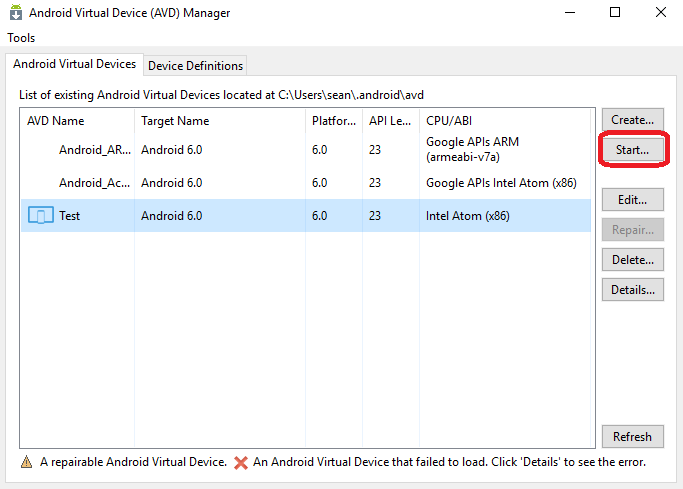 Android Virtual Device (AVD) Manager
Tools
Android Virtual Devices
Device Definitions
List of existing Android Virtual Devices located at C:\Users\sean\.android\avd
AVD Name Target Name Platfor... API Le... CPU/ABI
Android_AR... Android 6.0 6.0 23 Google APIs ARM
(armeabi-v7a)
Android_Ac... Android 6.0 6.0 23 Google APIs Intel Atom (x86)
Test Android 6.0 6.0 23 Intel Atom (x86)
Create...
Start...
Edit...
Repair...
Delete...
Details...
Refresh
A repairable Android Virtual Device. An Android Virtual Device that failed to load. Click 'Details' to see the error.